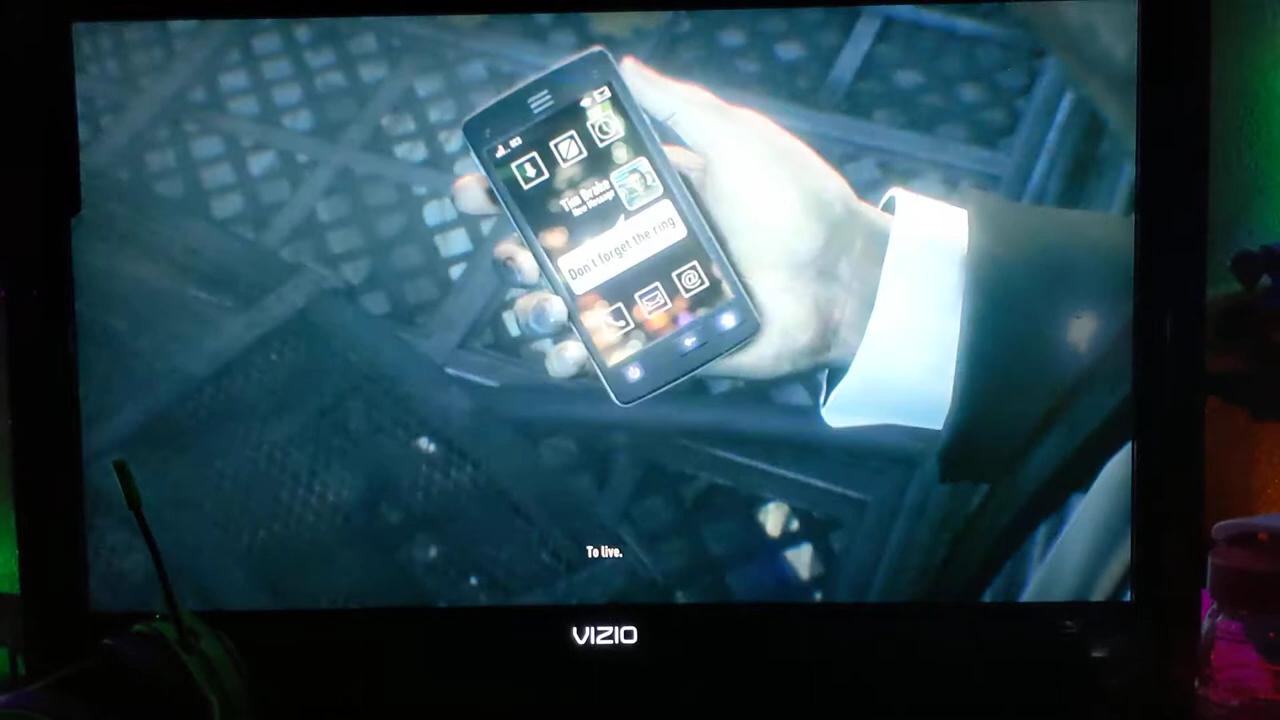 Tim Drake
New Message
Don't forget the ring
@
To live.
VIZIO